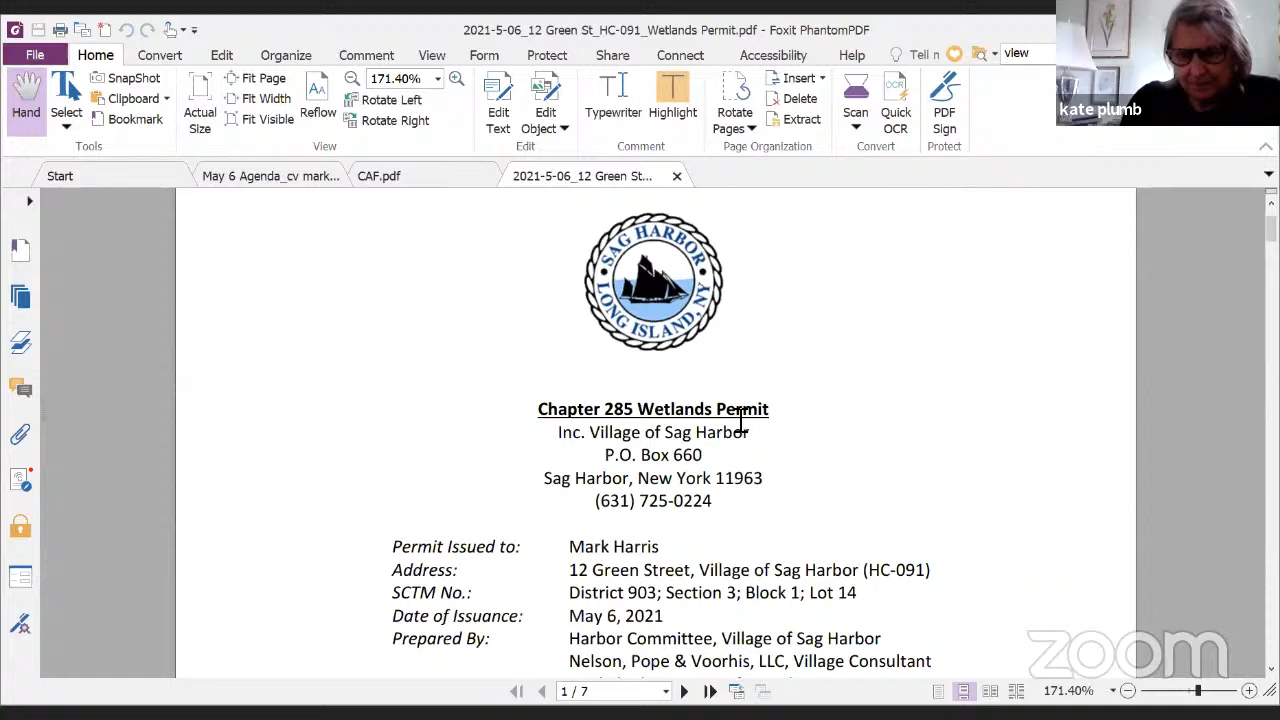 2021-5-06_12 Green St_HC-091_Wetlands Permit.pdf - Foxit PhantomPDF
File Home Convert Edit Organize Comment View Form Protect Share Connect Accessibility Help Tell n view
Hand
Select
SnapShot
Clipboard
Bookmark
Tools
Actual Size
Fit Page
Fit Width
Fit Visible
Reflow
171.40%
Rotate Left
Rotate Right
View
Edit Text
Edit Object
Edit
Typewriter
Highlight
Comment
Rotate Pages
Insert
Delete
Extract
Page Organization
Scan
Quick OCR
Convert
PDF Sign
Protect
kate plumb
Start
May 6 Agenda_cv mark...
CAF.pdf
2021-5-06_12 Green St...
SAG HARBOR
LONG ISLAND, NY
Chapter 285 Wetlands Permit
Inc. Village of Sag Harbor
P.O. Box 660
Sag Harbor, New York 11963
(631) 725-0224
Permit Issued to: Mark Harris
Address: 12 Green Street, Village of Sag Harbor (HC-091)
SCTM No.: District 903; Section 3; Block 1; Lot 14
Date of Issuance: May 6, 2021
Prepared By: Harbor Committee, Village of Sag Harbor
Nelson, Pope & Voorhis, LLC, Village Consultant
zoom
1 / 7
171.40%